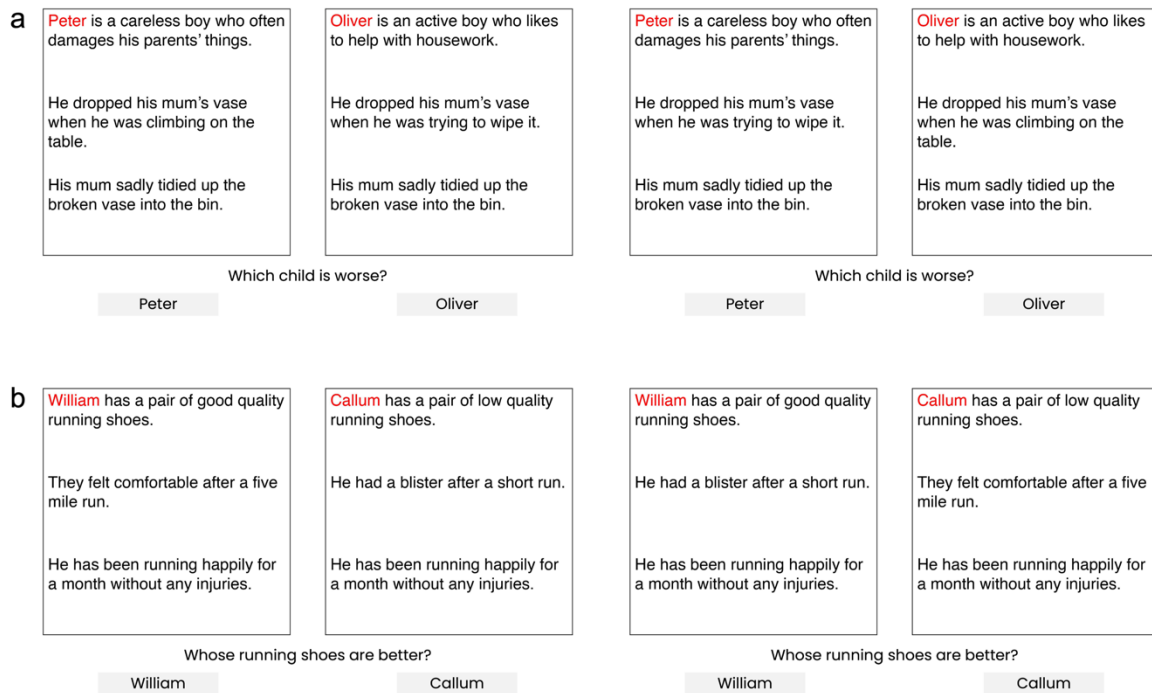 a
Peter is a careless boy who often
damages his parents’ things.
He dropped his mum’s vase
when he was climbing on the
table.
His mum sadly tidied up the
broken vase into the bin.
Oliver is an active boy who likes
to help with housework.
He dropped his mum’s vase
when he was trying to wipe it.
His mum sadly tidied up the
broken vase into the bin.
Which child is worse?
Peter
Oliver
Peter is a careless boy who often
damages his parents’ things.
He dropped his mum’s vase
when he was trying to wipe it.
His mum sadly tidied up the
broken vase into the bin.
Oliver is an active boy who likes
to help with housework.
He dropped his mum’s vase
when he was climbing on the
table.
His mum sadly tidied up the
broken vase into the bin.
Which child is worse?
Peter
Oliver
b
William has a pair of good quality
running shoes.
They felt comfortable after a five
mile run.
He has been running happily for
a month without any injuries.
Callum has a pair of low quality
running shoes.
He had a blister after a short run.
He has been running happily for
a month without any injuries.
Whose running shoes are better?
William
Callum
William has a pair of good quality
running shoes.
He had a blister after a short run.
He has been running happily for
a month without any injuries.
Callum has a pair of low quality
running shoes.
They felt comfortable after a five
mile run.
He has been running happily for
a month without any injuries.
Whose running shoes are better?
William
Callum